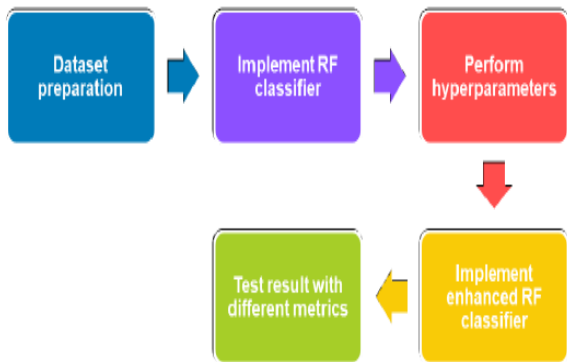 Dataset
preparation
Implement RF
classifier
Perform
hyperparameters
Implement
enhanced RF
classifier
Test result with
different metrics